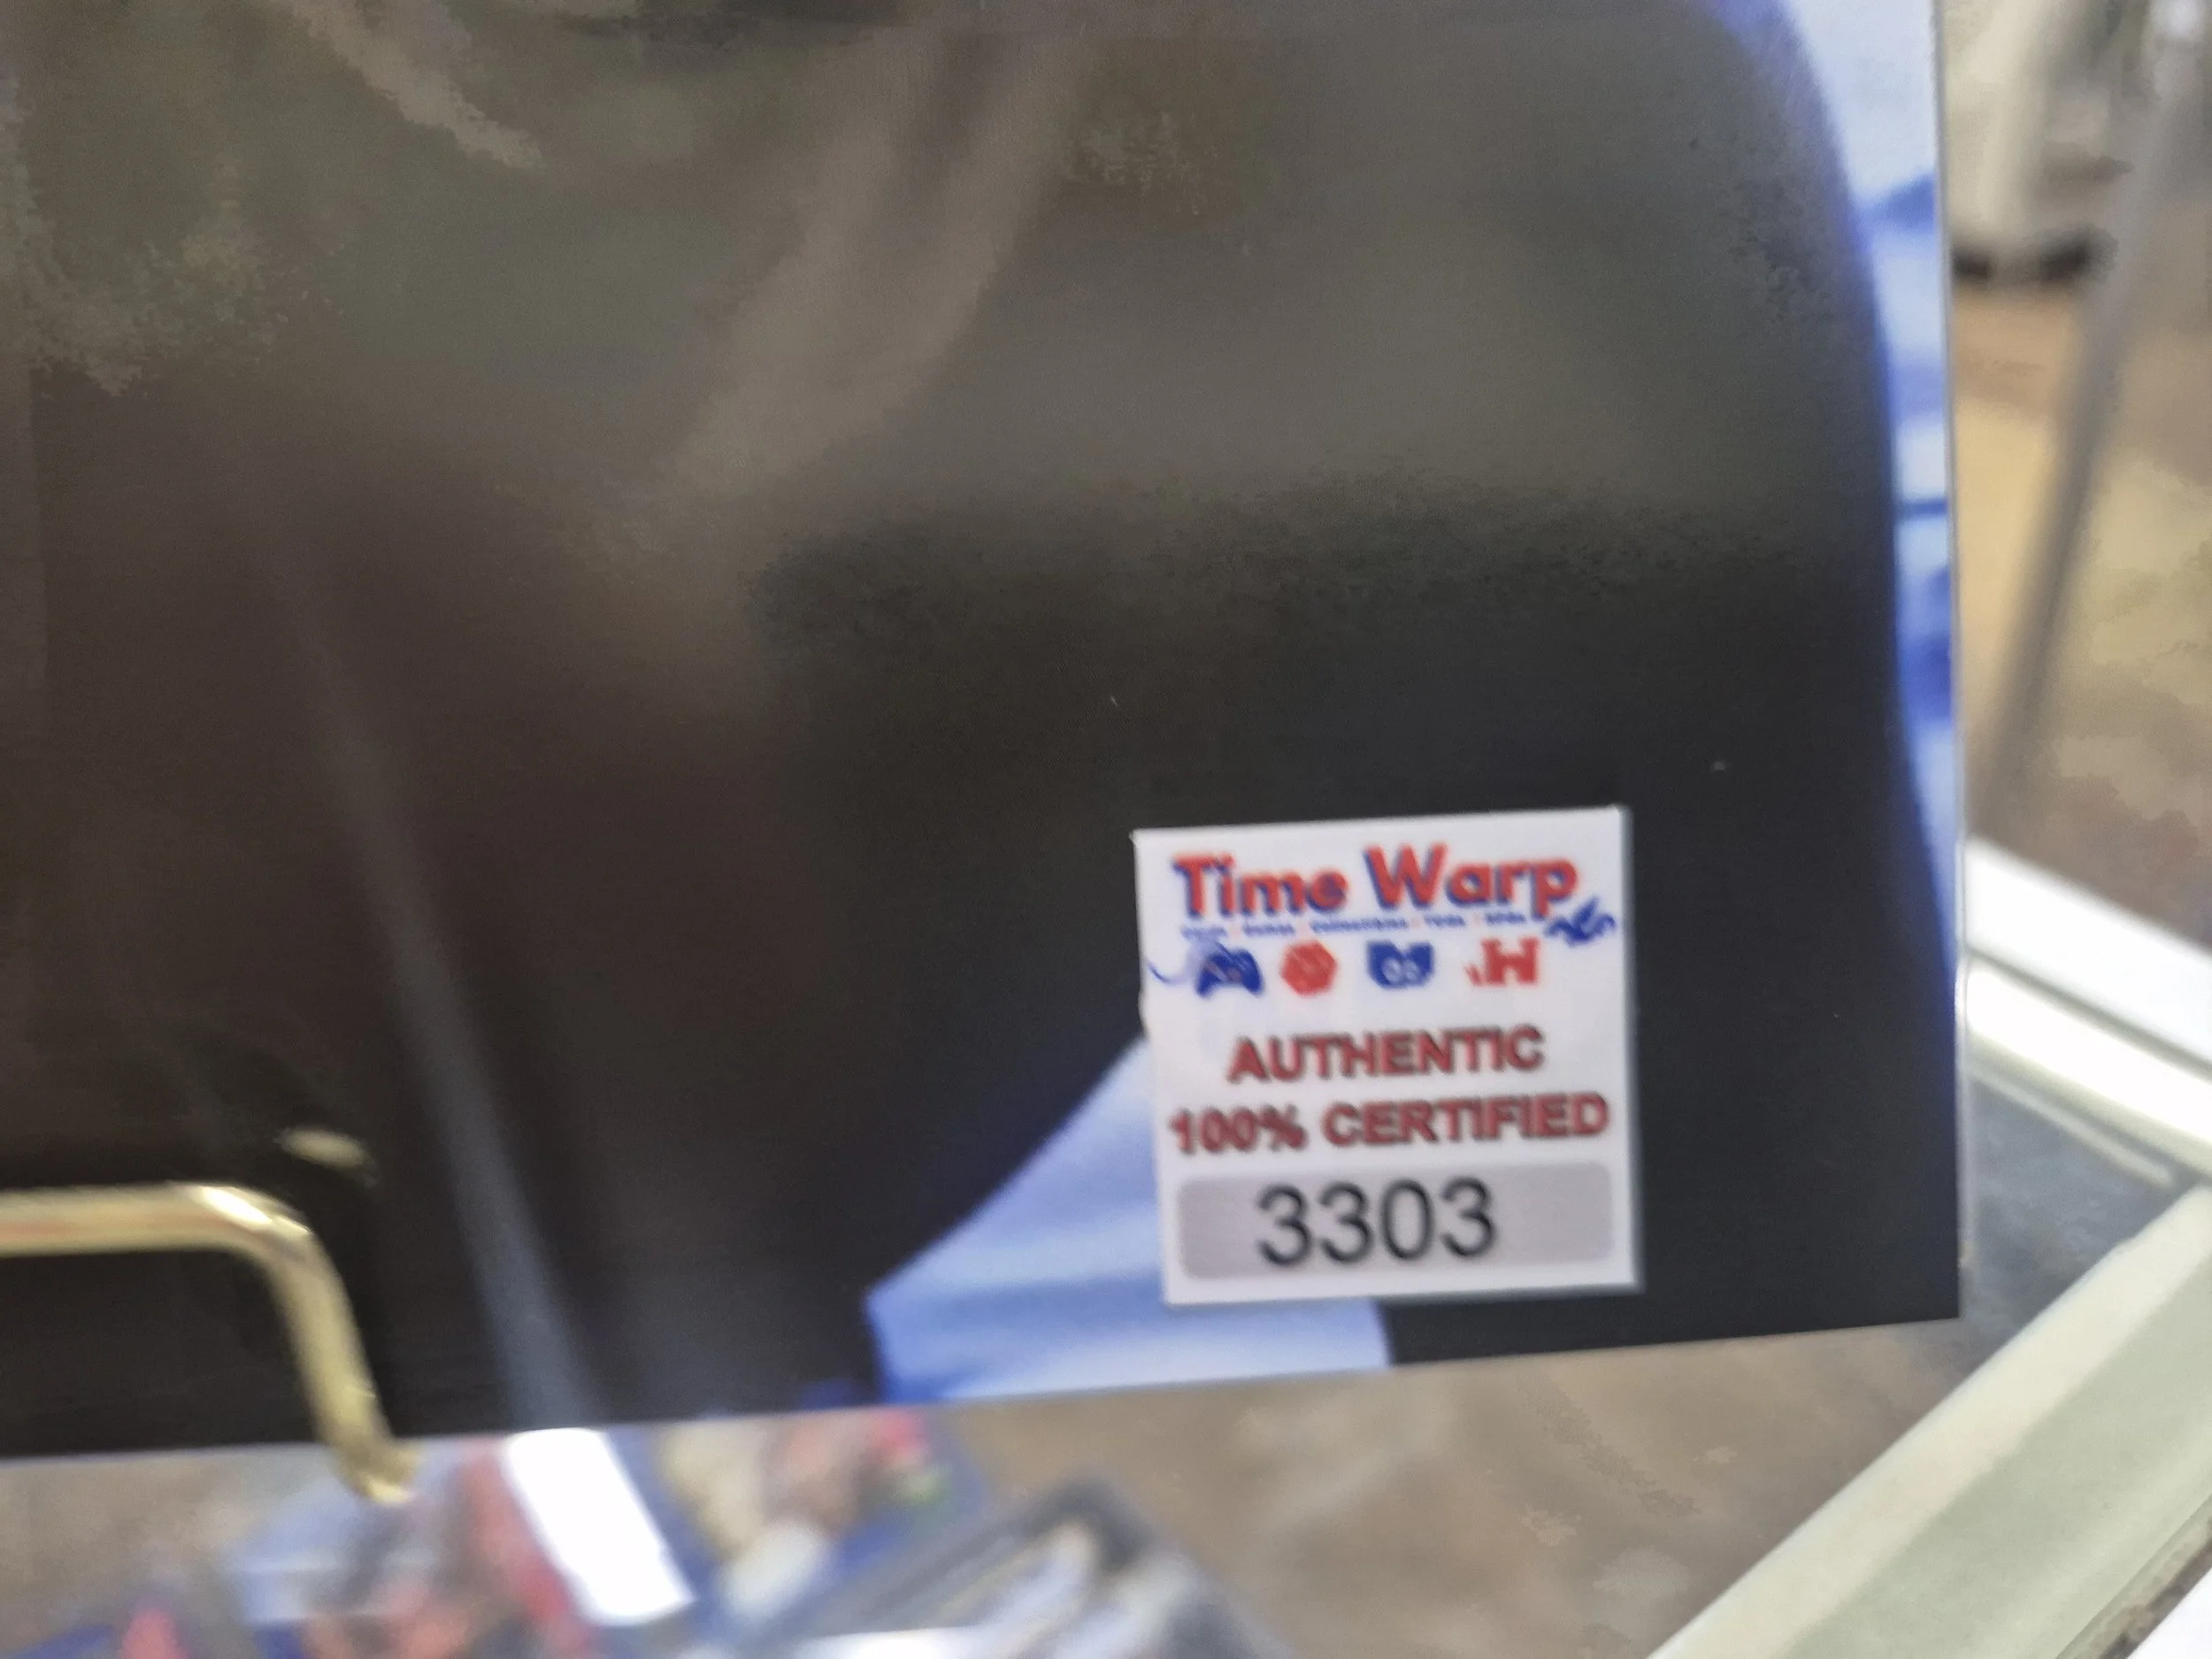 Time Warp
AUTHENTIC
100% CERTIFIED
3303